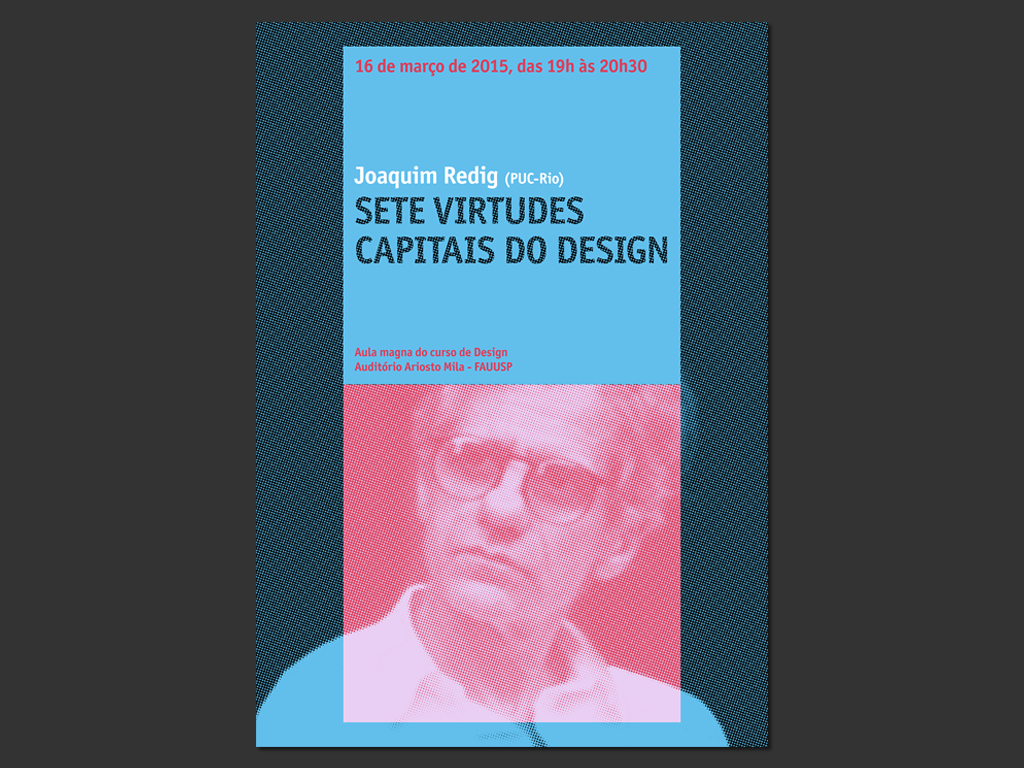 16 de março de 2015, das 19h às 20h30
Joaquim Redig (PUC-Rio)
SETE VIRTUDES
CAPITAIS DO DESIGN
Aula magna do curso de Design
Auditório Ariosto Mila - FAUUSP